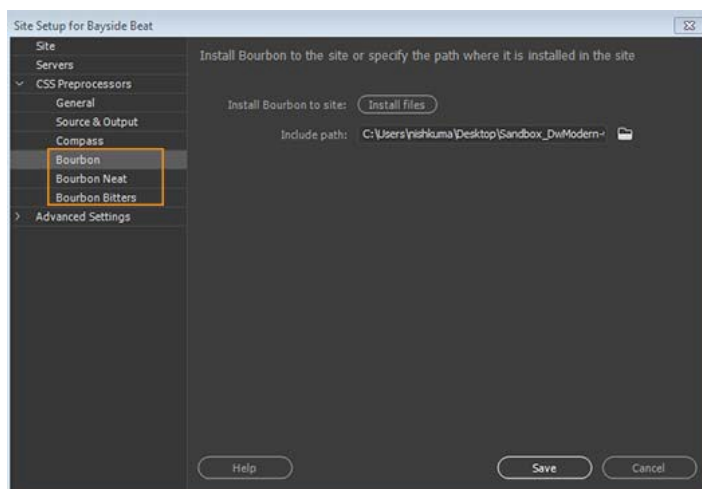 Site Setup for Bayside Beat
Site
Servers
CSS Preprocessors
General
Source & Output
Compass
Bourbon
Bourbon Neat
Bourbon Bitters
Advanced Settings
Install Bourbon to the site or specify the path where it is installed in the site
Install Bourbon to site: Install files
Include path: C:\Users\nishkuma\Desktop\Sandbox_DwModern-
Help Save Cancel